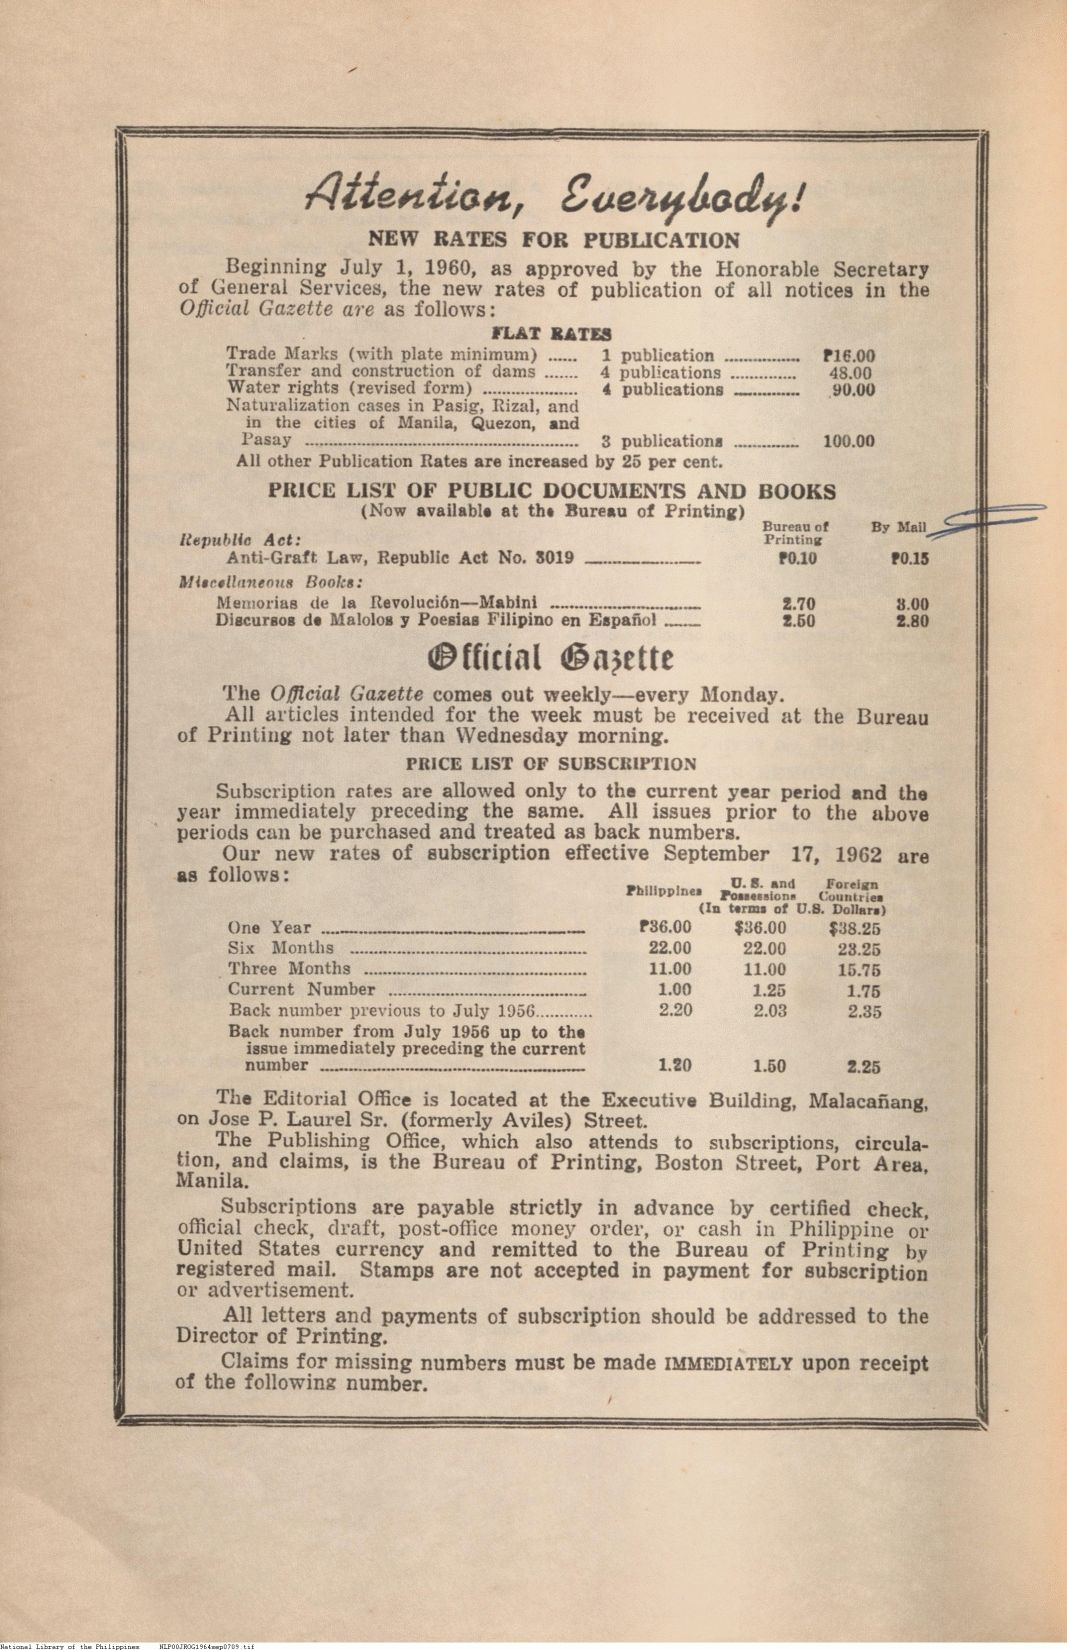 Attention, Everybody!
NEW RATES FOR PUBLICATION
Beginning July 1, 1960, as approved by the Honorable Secretary
of General Services, the new rates of publication of all notices in the
Official Gazette are as follows:
FLAT RATES
Trade Marks (with plate minimum) ...... 1 publication ............... ₱16.00
Transfer and construction of dams ....... 4 publications .............. 48.00
Water rights (revised form) ................... 4 publications ............. 90.00
Naturalization cases in Pasig, Rizal, and
in the cities of Manila, Quezon, and
Pasay ....................................................... 3 publications ............. 100.00
All other Publication Rates are increased by 25 per cent.
PRICE LIST OF PUBLIC DOCUMENTS AND BOOKS
(Now available at the Bureau of Printing)
Bureau of By Mail
Republic Act: Printing
Anti-Graft Law, Republic Act No. 3019 ....................... ₱0.10 ₱0.15
Miscellaneous Books:
Memorias de la Revolución—Mabini .............................. 2.70 3.00
Discursos de Malolos y Poesias Filipino en Español ....... 2.50 2.80
Official Gazette
The Official Gazette comes out weekly—every Monday.
All articles intended for the week must be received at the Bureau
of Printing not later than Wednesday morning.
PRICE LIST OF SUBSCRIPTION
Subscription rates are allowed only to the current year period and the
year immediately preceding the same. All issues prior to the above
periods can be purchased and treated as back numbers.
Our new rates of subscription effective September 17, 1962 are
as follows:
U. S. and Foreign
Philippines Possessions Countries
(In terms of U.S. Dollars)
One Year ..................................................... ₱36.00 $36.00 $38.25
Six Months ............................................... 22.00 22.00 23.25
Three Months ............................................. 11.00 11.00 15.75
Current Number ........................................ 1.00 1.25 1.75
Back number previous to July 1956............ 2.20 2.03 2.35
Back number from July 1956 up to the
issue immediately preceding the current
number ..................................................... 1.20 1.50 2.25
The Editorial Office is located at the Executive Building, Malacañang,
on Jose P. Laurel Sr. (formerly Aviles) Street.
The Publishing Office, which also attends to subscriptions, circula-
tion, and claims, is the Bureau of Printing, Boston Street, Port Area,
Manila.
Subscriptions are payable strictly in advance by certified check,
official check, draft, post-office money order, or cash in Philippine or
United States currency and remitted to the Bureau of Printing by
registered mail. Stamps are not accepted in payment for subscription
or advertisement.
All letters and payments of subscription should be addressed to the
Director of Printing.
Claims for missing numbers must be made IMMEDIATELY upon receipt
of the following number.
National Library of the Philippines NLP00JROG1964sep0709.tif